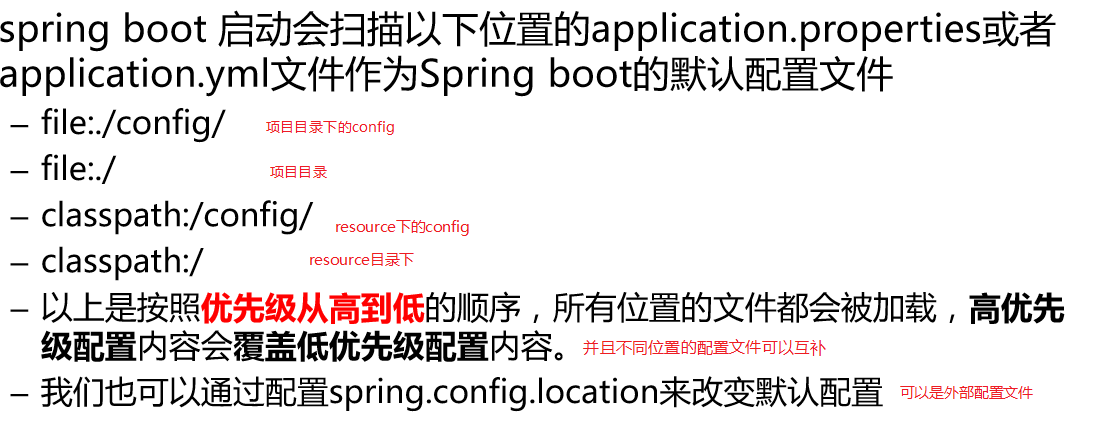 spring boot 启动会扫描以下位置的application.properties或者
application.yml文件作为Spring boot的默认配置文件
– file:./config/ 项目目录下的config
– file:./ 项目目录
– classpath:/config/ resource下的config
– classpath:/ resource目录下
– 以上是按照优先级从高到低的顺序，所有位置的文件都会被加载，高优先
级配置内容会覆盖低优先级配置内容。 并且不同位置的配置文件可以互补
– 我们也可以通过配置spring.config.location来改变默认配置 可以是外部配置文件